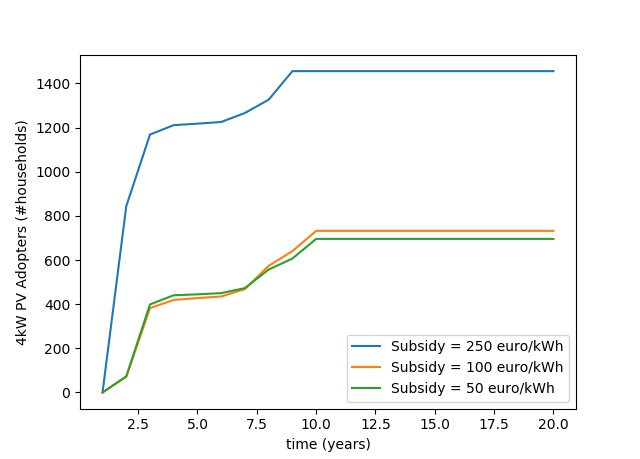 1400
1200
1000
800
600
400
200
0
4kW PV Adopters (#households)
Subsidy = 250 euro/kWh
Subsidy = 100 euro/kWh
Subsidy = 50 euro/kWh
2.5 5.0 7.5 10.0 12.5 15.0 17.5 20.0
time (years)